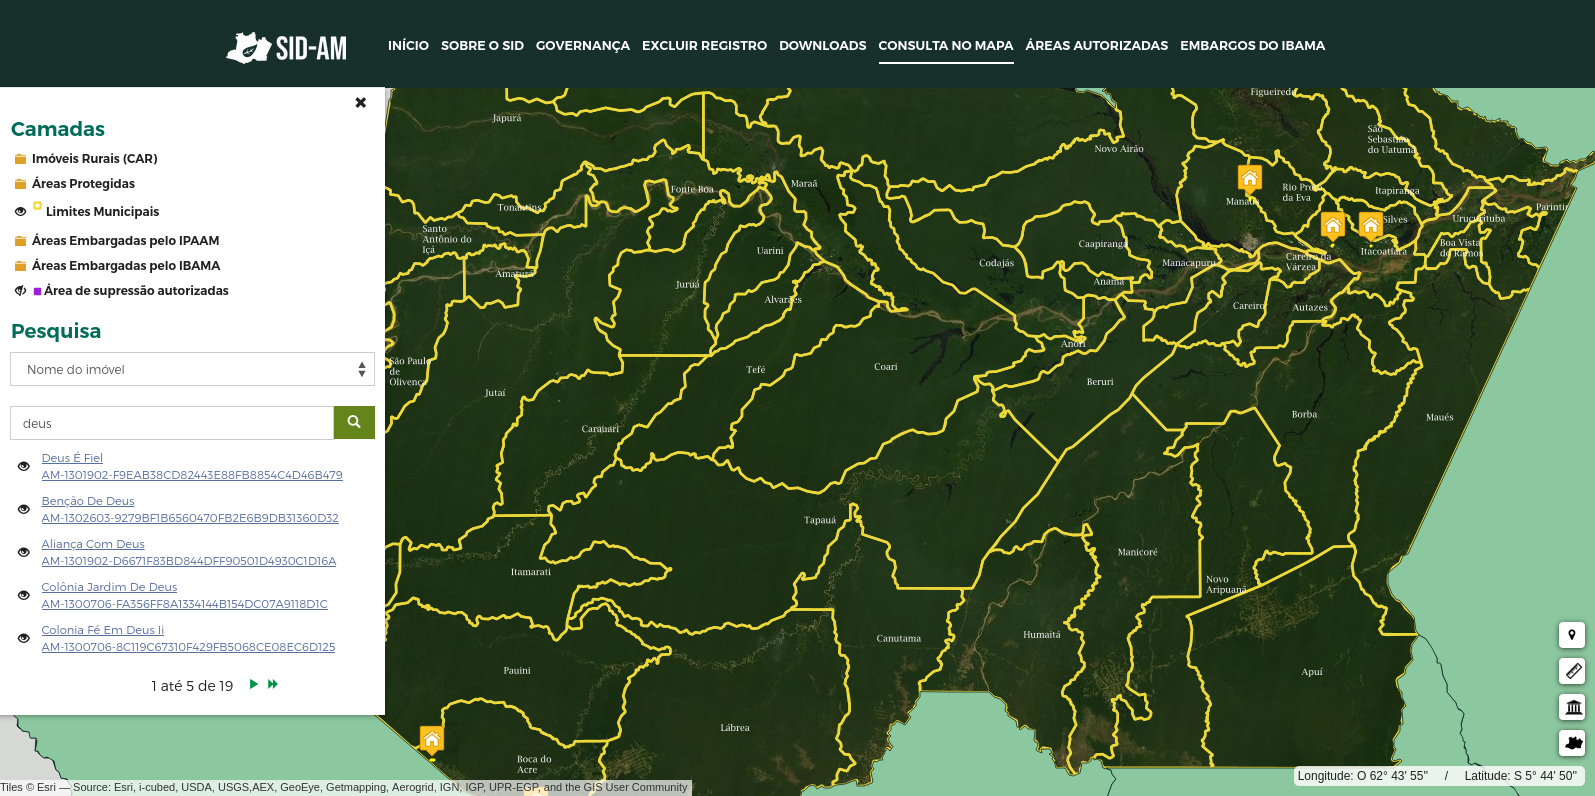 SID-AM
INÍCIO SOBRE O SID GOVERNANÇA EXCLUIR REGISTRO DOWNLOADS CONSULTA NO MAPA ÁREAS AUTORIZADAS EMBARGOS DO IBAMA
Camadas
Imóveis Rurais (CAR)
Áreas Protegidas
Limites Municipais
Áreas Embargadas pelo IPAAM
Áreas Embargadas pelo IBAMA
Área de supressão autorizadas
Pesquisa
Nome do imóvel
deus
Deus É Fiel
AM-1301902-F9EAB38CD82443E88FB8854C4D46B479
Benção De Deus
AM-1302603-9279BF1B6560470FB2E6B9DB31360D32
Aliança Com Deus
AM-1301902-D6671F83BD844DFF90501D4930C1D16A
Colônia Jardim De Deus
AM-1300706-FA356FF8A1334144B154DC07A9118D1C
Colonia Fé Em Deus Ii
AM-1300706-8C119C67310F429FB5068CE08EC6D125
1 até 5 de 19
Figueiredo
Japurá
São
Sebastião
do Uatumã
Novo Airão
Maraã
Fonte Boa
Rio Preto
da Eva
Itapiranga
Manaus
Tonantins
Parintin
Silves
Urucurituba
Santo
Antônio do
Içá
Uarini
Caapiranga
Boa Vista
do Ramos
Itacoatiara
Careiro da
Várzea
Codajás
Manacapuru
Amaturá
Juruá
Anamã
Alvarães
Careiro
Autazes
Anori
São Paulo
de
Olivença
Tefé
Coari
Beruri
Jutaí
Borba
Maués
Carauari
Tapauá
Manicoré
Itamarati
Novo
Aripuanã
Canutama
Humaitá
Pauini
Apuí
Lábrea
Boca do
Acre
Longitude: O 62° 43' 55" / Latitude: S 5° 44' 50"
Tiles © Esri — Source: Esri, i-cubed, USDA, USGS,AEX, GeoEye, Getmapping, Aerogrid, IGN, IGP, UPR-EGP, and the GIS User Community